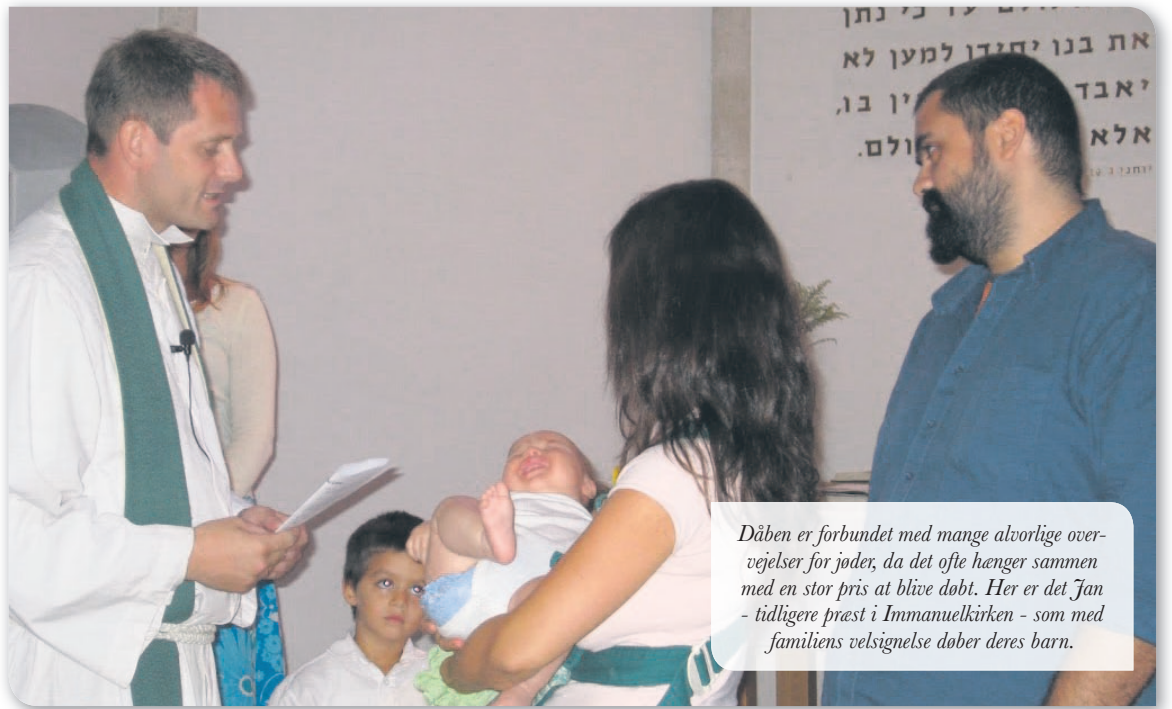 עד כי נתן
את בנו יחידו למען לא
יאבד בו,
אלא
Dåben er forbundet med mange alvorlige over-
vejelser for jøder, da det ofte hænger sammen
med en stor pris at blive døbt. Her er det Jan
- tidligere præst i Immanuelkirken - som med
familiens velsignelse døber deres barn.